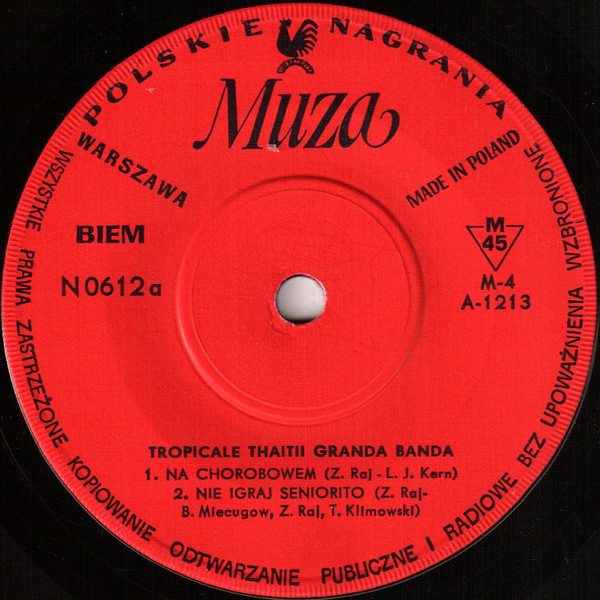 POLSKIE NAGRANIA
Muza
WARSZAWA
MADE IN POLAND
BIEM
N0612a
M
45
M-4
A-1213
TROPICALE THAITII GRANDA BANDA
1. NA CHOROBOWEM (Z. Raj - L. J. Kern)
2. NIE IGRAJ SENIORITO (Z. Raj-
B. Miecugow, Z. Raj, T. Klimowski)
WSZYSTKIE PRAWA ZASTRZEŻONE KOPIOWANIE ODTWARZANIE PUBLICZNE I RADIOWE BEZ UPOWAŻNIENIA WZBRONIONE